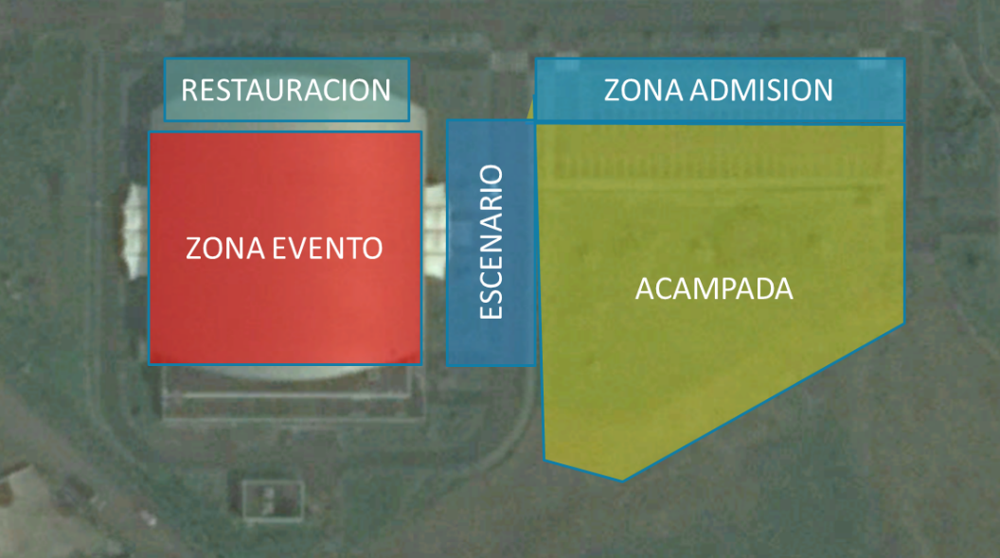 RESTAURACION
ZONA ADMISION
ZONA EVENTO
ESCENARIO
ACAMPADA